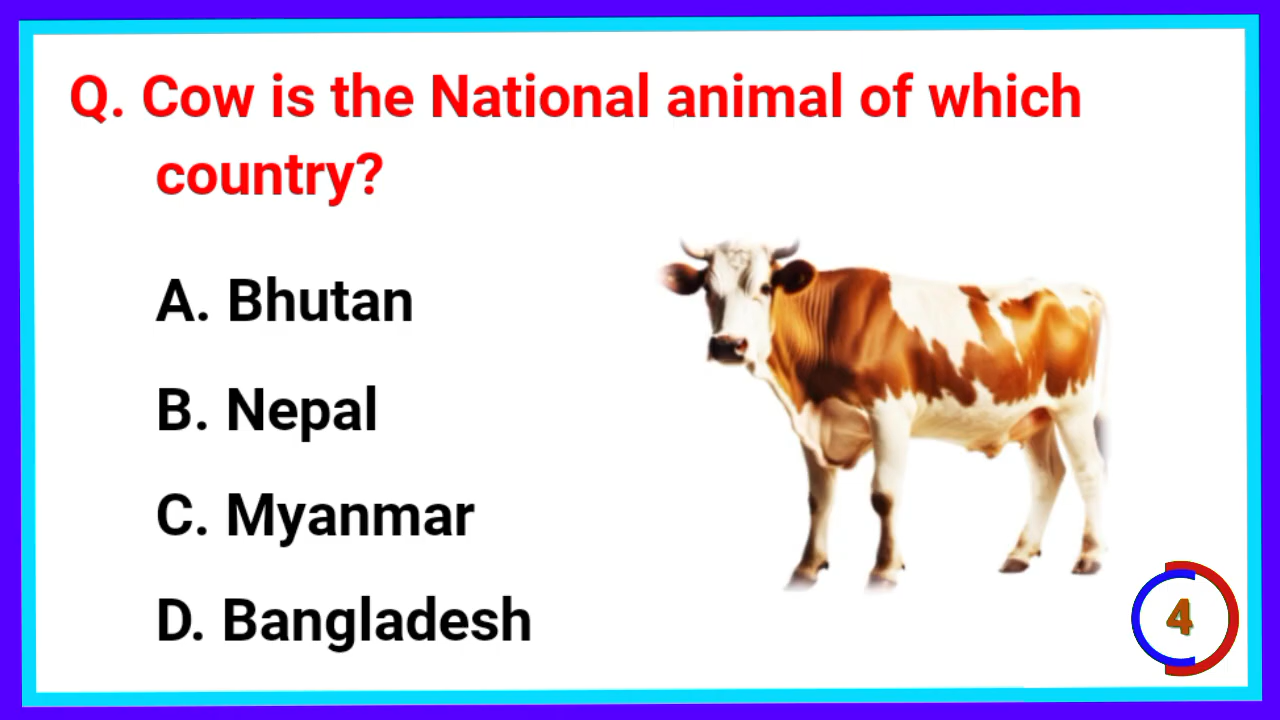 Q. Cow is the National animal of which
country?
A. Bhutan
B. Nepal
C. Myanmar
D. Bangladesh
4